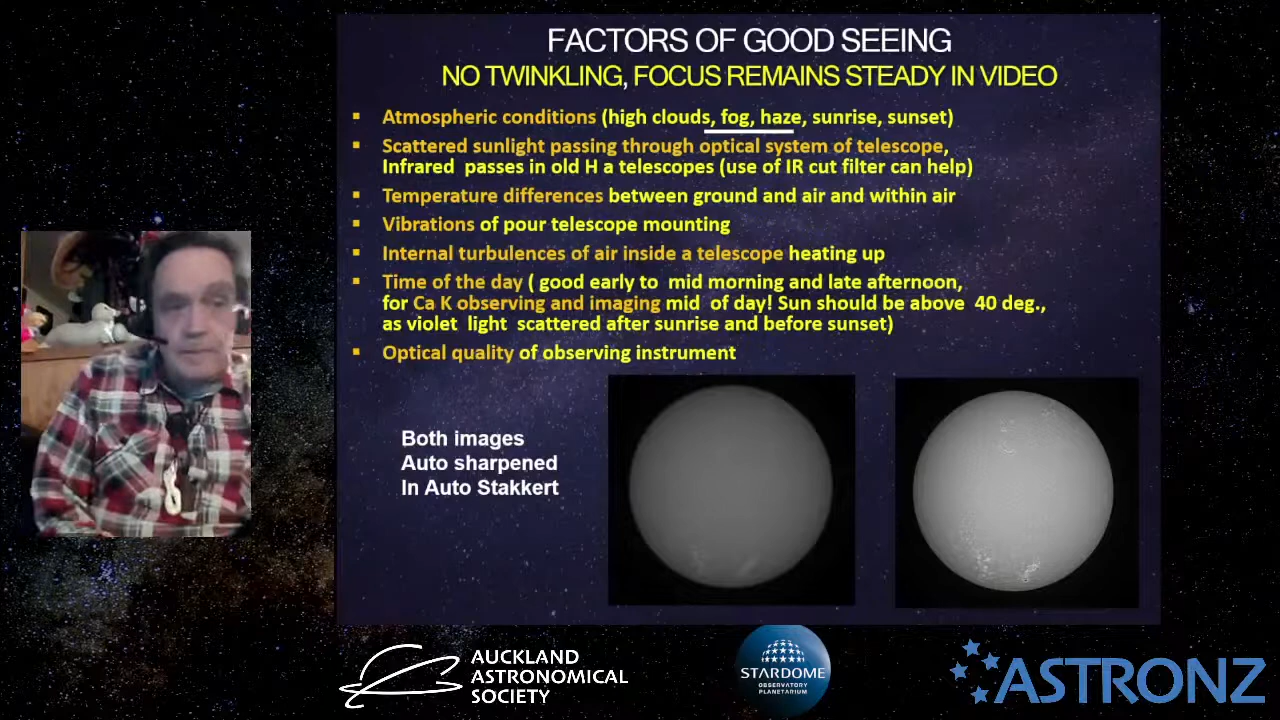 FACTORS OF GOOD SEEING
NO TWINKLING, FOCUS REMAINS STEADY IN VIDEO
▪ Atmospheric conditions (high clouds, fog, haze, sunrise, sunset)
▪ Scattered sunlight passing through optical system of telescope,
Infrared passes in old H a telescopes (use of IR cut filter can help)
▪ Temperature differences between ground and air and within air
▪ Vibrations of pour telescope mounting
▪ Internal turbulences of air inside a telescope heating up
▪ Time of the day ( good early to mid morning and late afternoon,
for Ca K observing and imaging mid of day! Sun should be above 40 deg.,
as violet light scattered after sunrise and before sunset)
▪ Optical quality of observing instrument
Both images
Auto sharpened
In Auto Stakkert
AUCKLAND
ASTRONOMICAL
SOCIETY
STARDOME
OBSERVATORY
PLANETARIUM
ASTRONZ